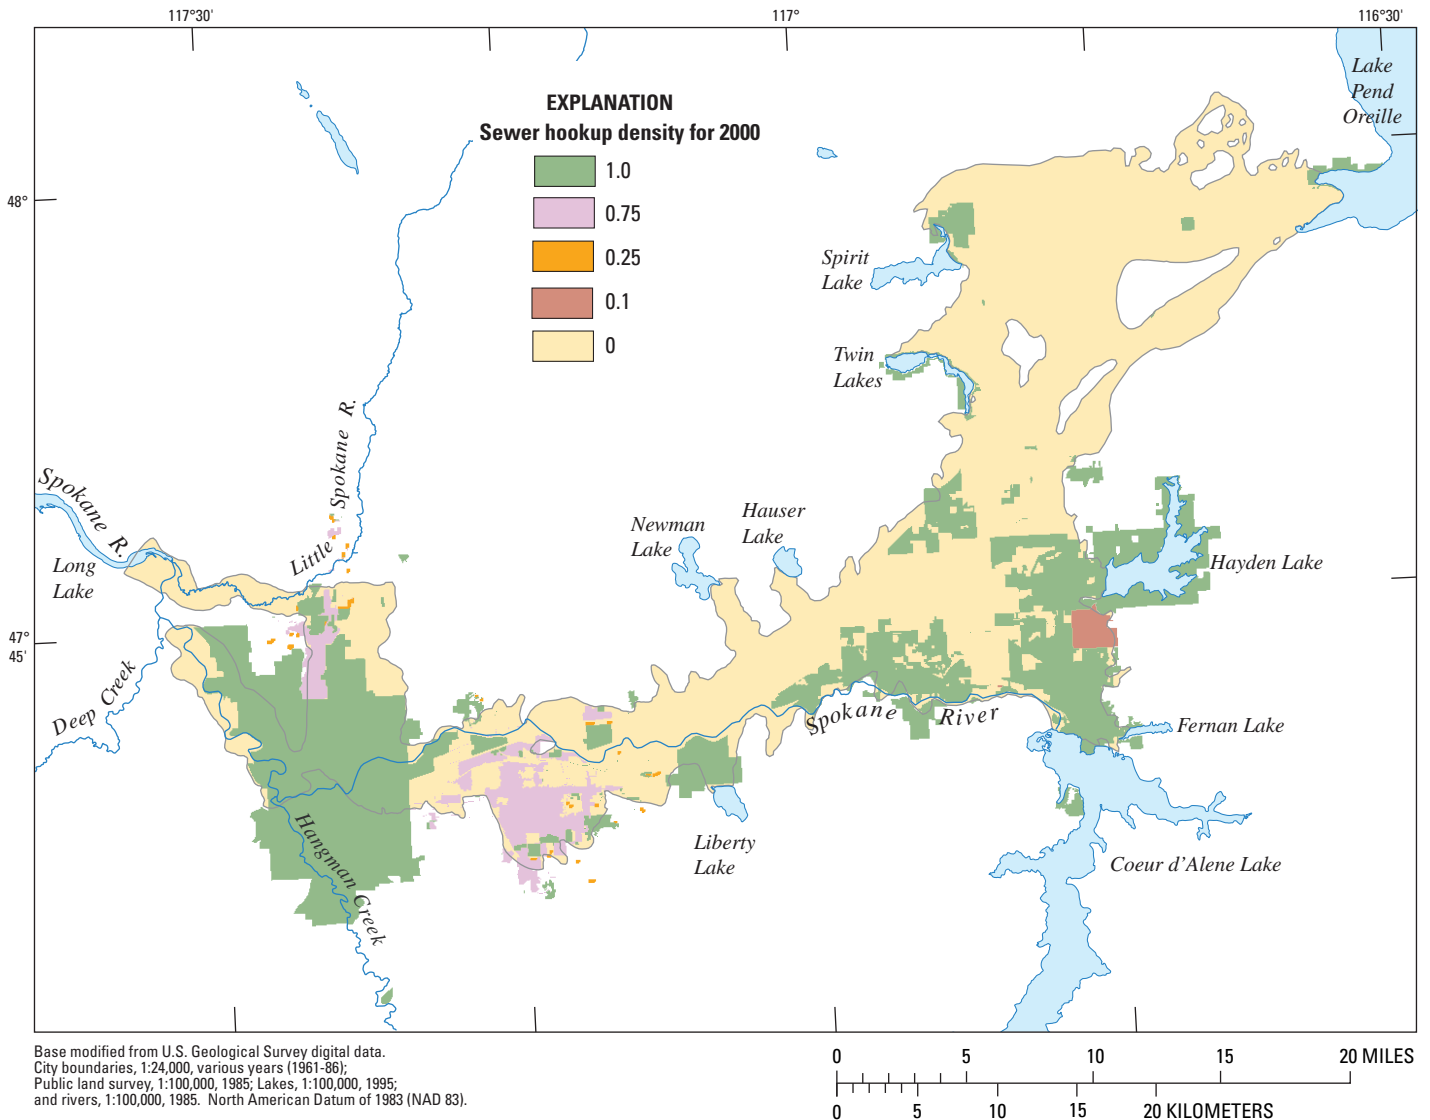 117°30'
117°
116°30'
Lake
Pend
Oreille
EXPLANATION
Sewer hookup density for 2000
1.0
0.75
0.25
0.1
0
48°
Spirit
Lake
Twin
Lakes
Little Spokane R.
Spokane R.
Long
Lake
Newman
Lake
Hauser
Lake
Hayden Lake
47°
45'
Deep Creek
Spokane River
Fernan Lake
Hangman Creek
Liberty
Lake
Coeur d'Alene Lake
Base modified from U.S. Geological Survey digital data.
City boundaries, 1:24,000, various years (1961-86);
Public land survey, 1:100,000, 1985; Lakes, 1:100,000, 1995;
and rivers, 1:100,000, 1985. North American Datum of 1983 (NAD 83).
0 5 10 15 20 MILES
0 5 10 15 20 KILOMETERS